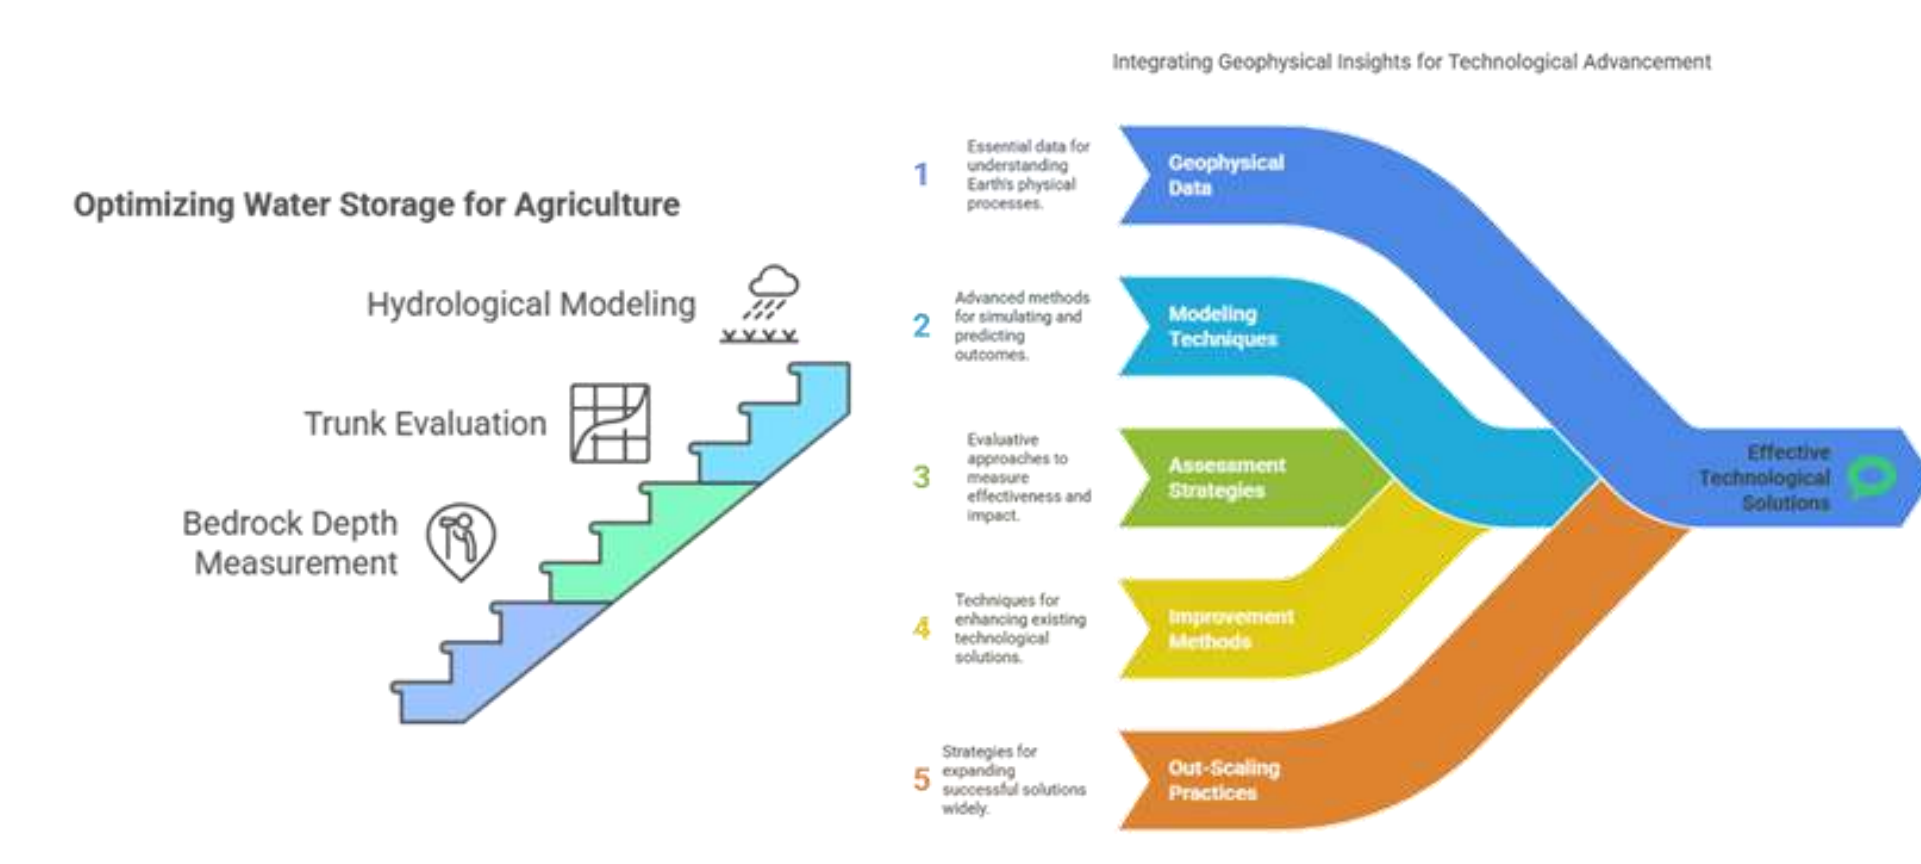 Optimizing Water Storage for Agriculture
Hydrological Modeling
Trunk Evaluation
Bedrock Depth
Measurement
Integrating Geophysical Insights for Technological Advancement
1
Essential data for
understanding
Earth's physical
processes.
Geophysical
Data
2
Advanced methods
for simulating and
predicting
outcomes.
Modeling
Techniques
3
Evaluative
approaches to
measure
effectiveness and
impact.
Assessment
Strategies
4
Techniques for
enhancing existing
technological
solutions.
Improvement
Methods
5
Strategies for
expanding
successful solutions
widely.
Out-Scaling
Practices
Effective
Technological
Solutions